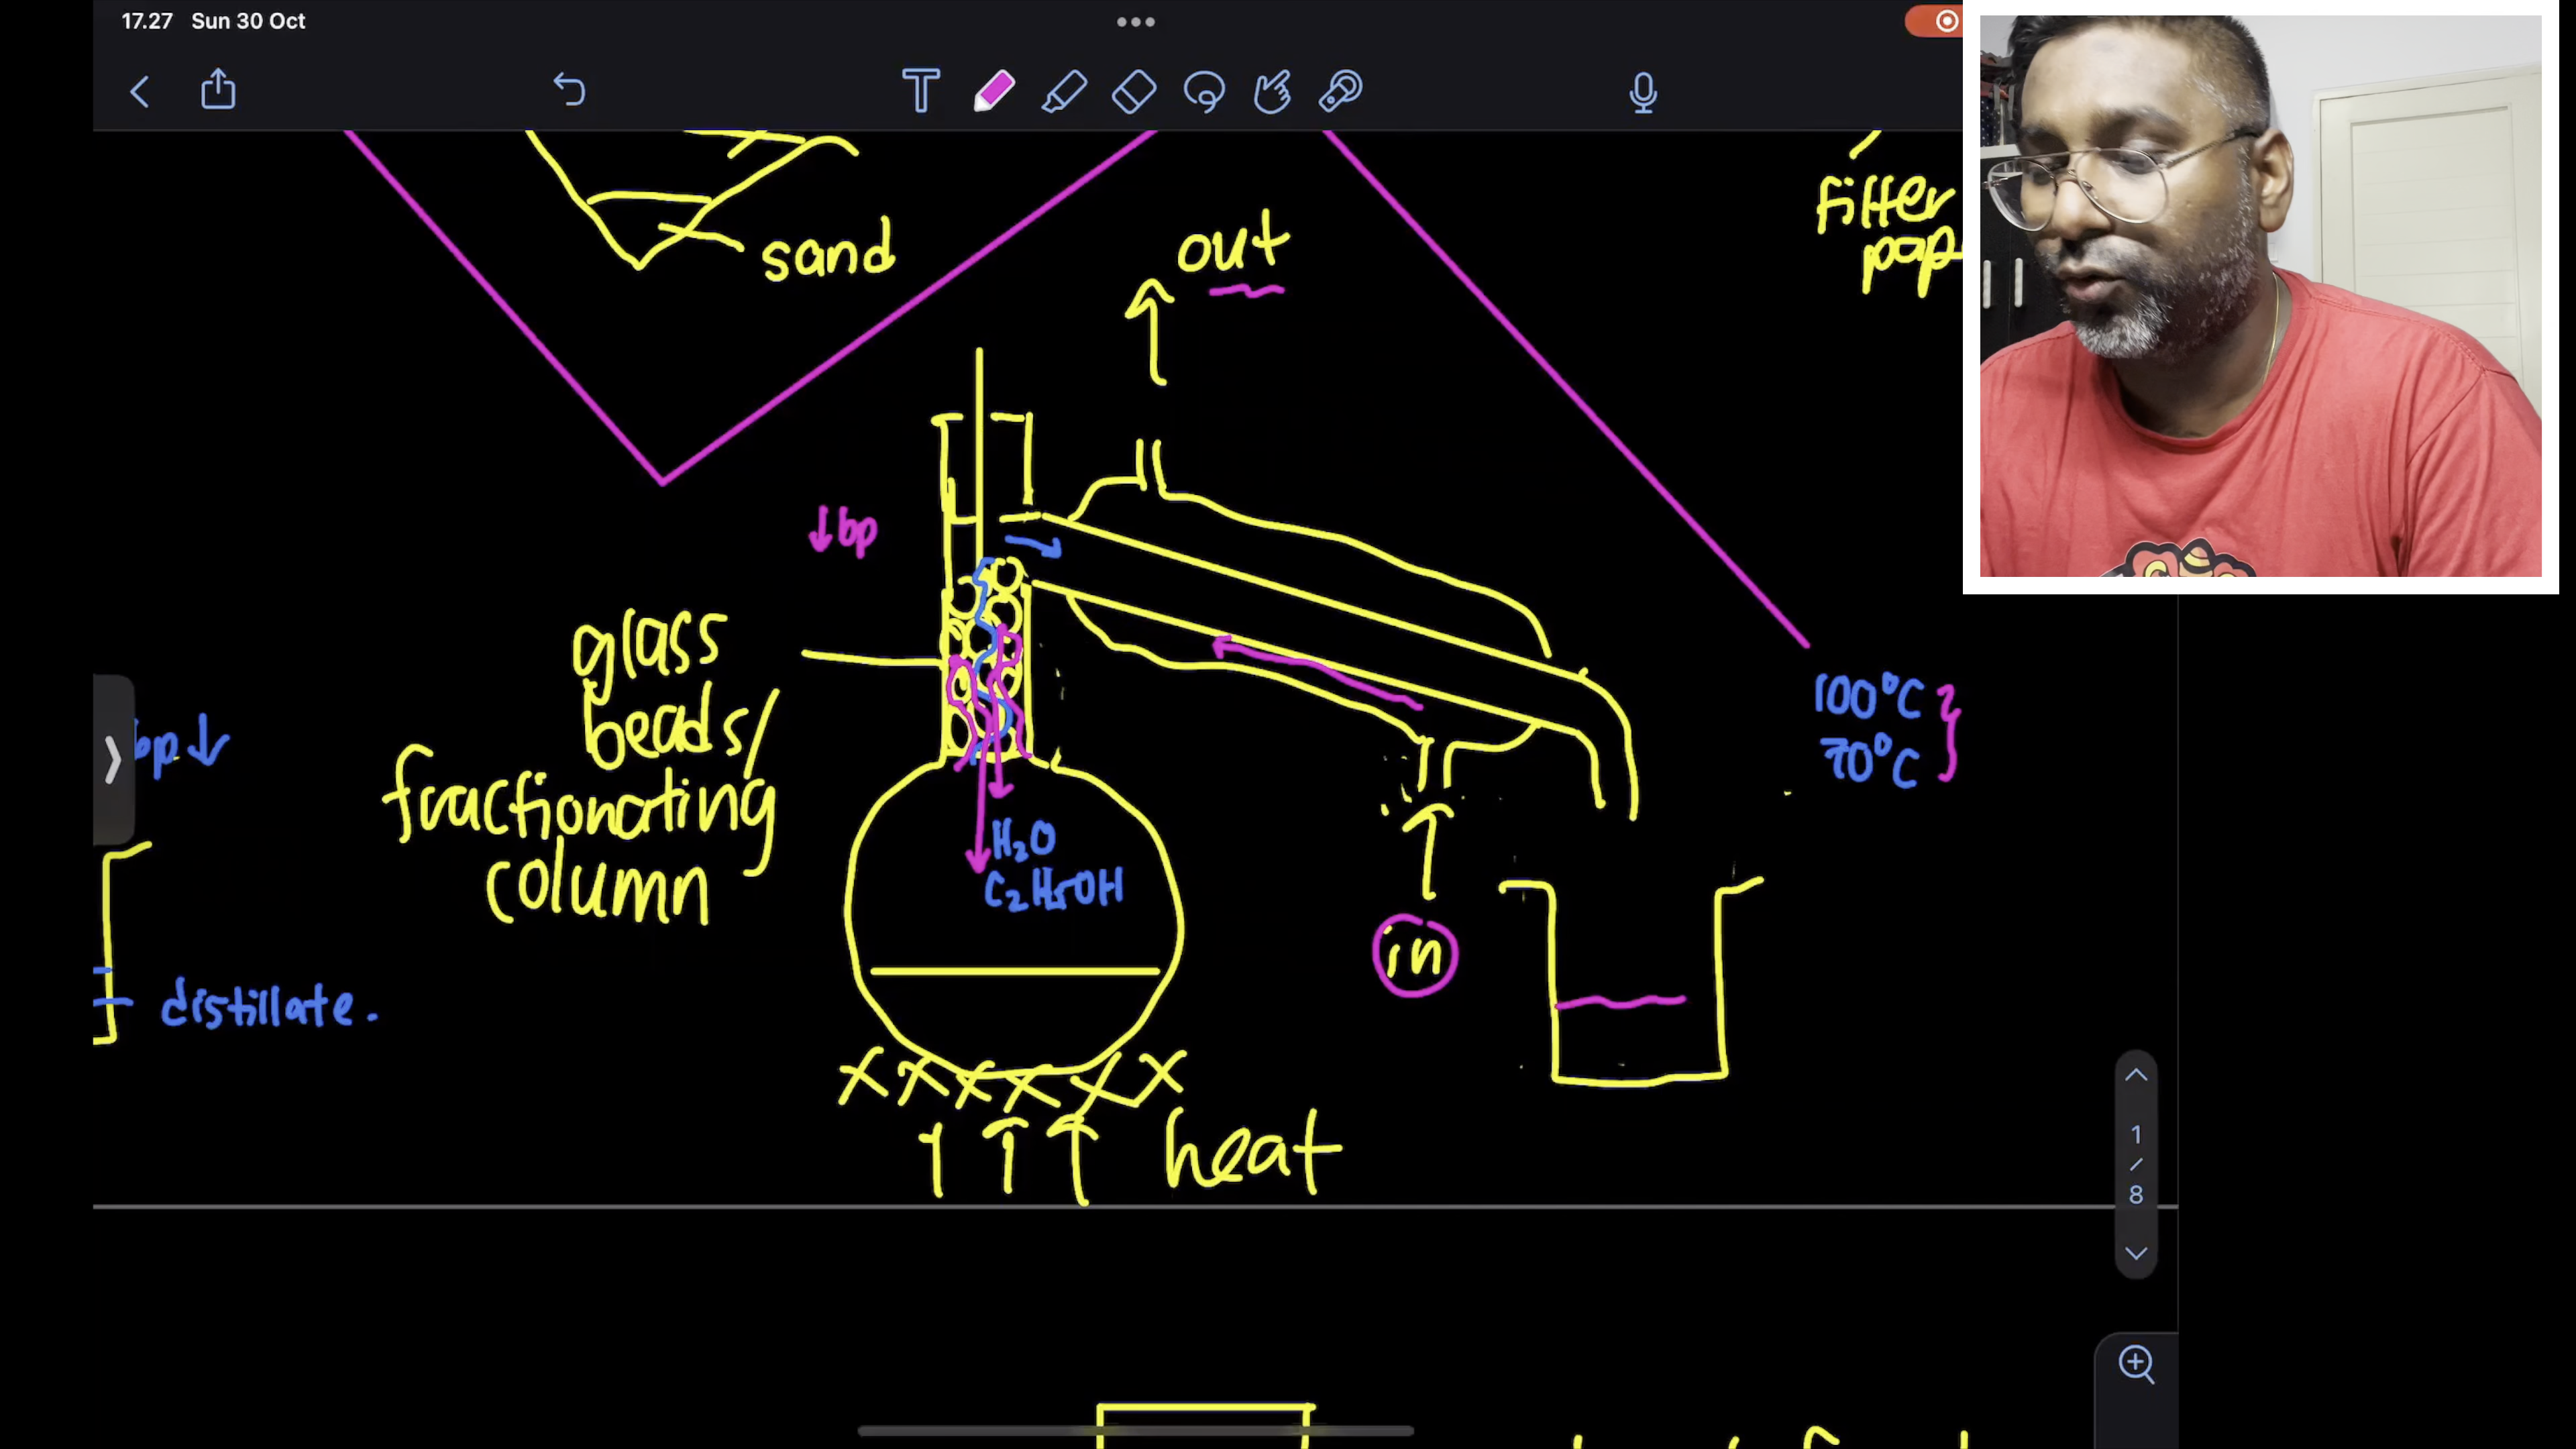 17.27 Sun 30 Oct
T
filter
sand
out
↓bp
glass
beads/
fractionating
column
100°C
70°C
bp ↓
H₂O
C₂H₅OH
in
distillate.
heat
1
/
8